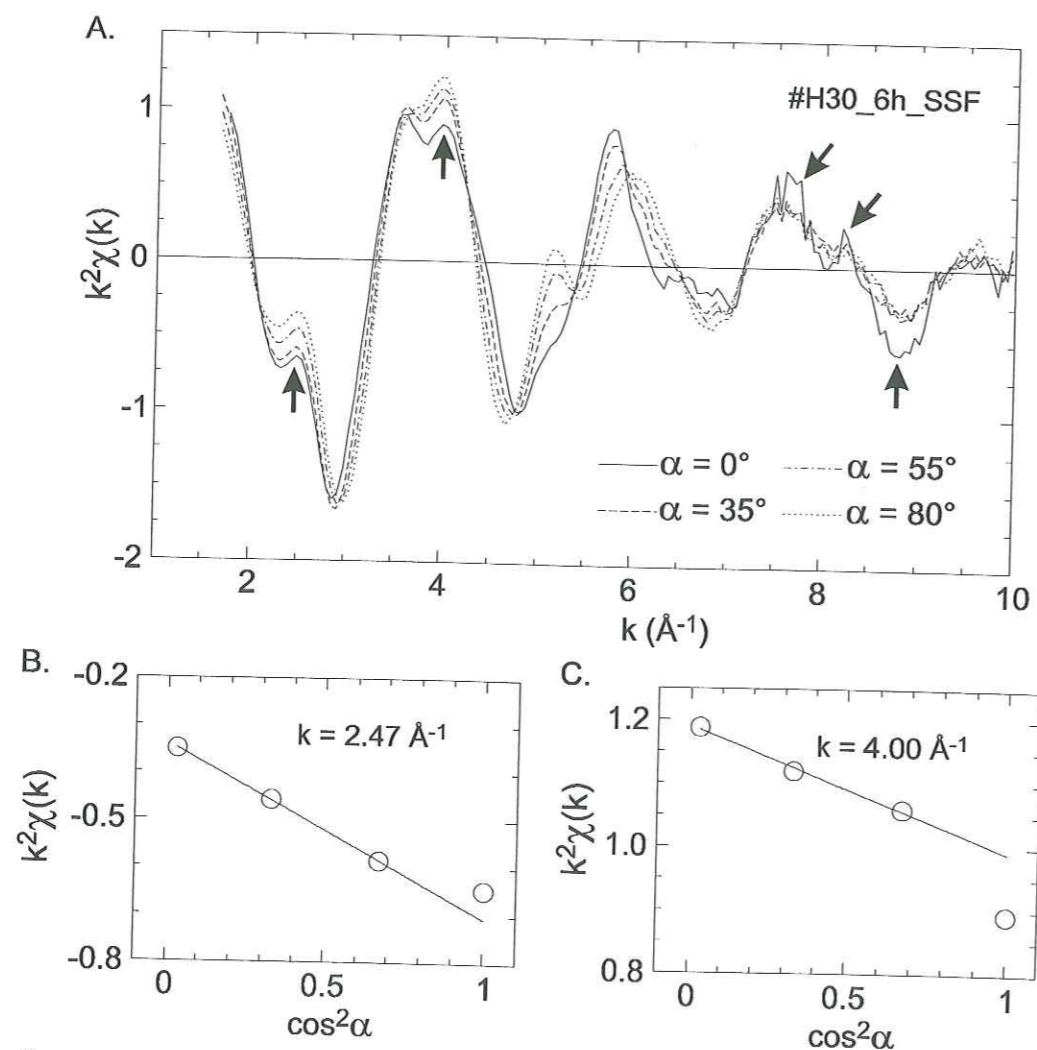 A.
#H30_6h_SSF
1
0
-1
-2
k²χ(k)
α = 0°
α = 55°
α = 35°
α = 80°
2
4
6
8
10
k (Å⁻¹)
B.
-0.2
-0.5
-0.8
k²χ(k)
k = 2.47 Å⁻¹
0
0.5
1
cos²α
C.
1.2
1.0
0.8
k²χ(k)
k = 4.00 Å⁻¹
0
0.5
1
cos²α